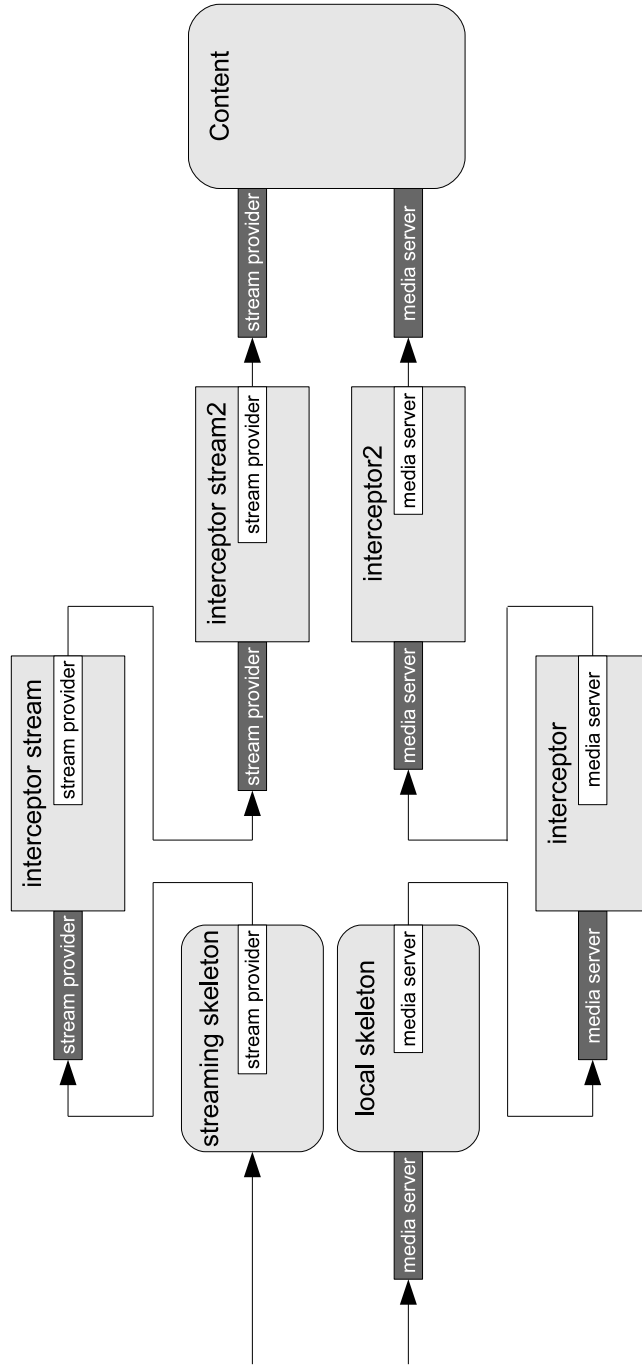 interceptor stream
stream provider
stream provider
streaming skeleton
interceptor stream2
Content
stream provider
stream provider
stream provider
stream provider
local skeleton
interceptor2
media server
media server
media server
media server
media server
interceptor
media server
media server